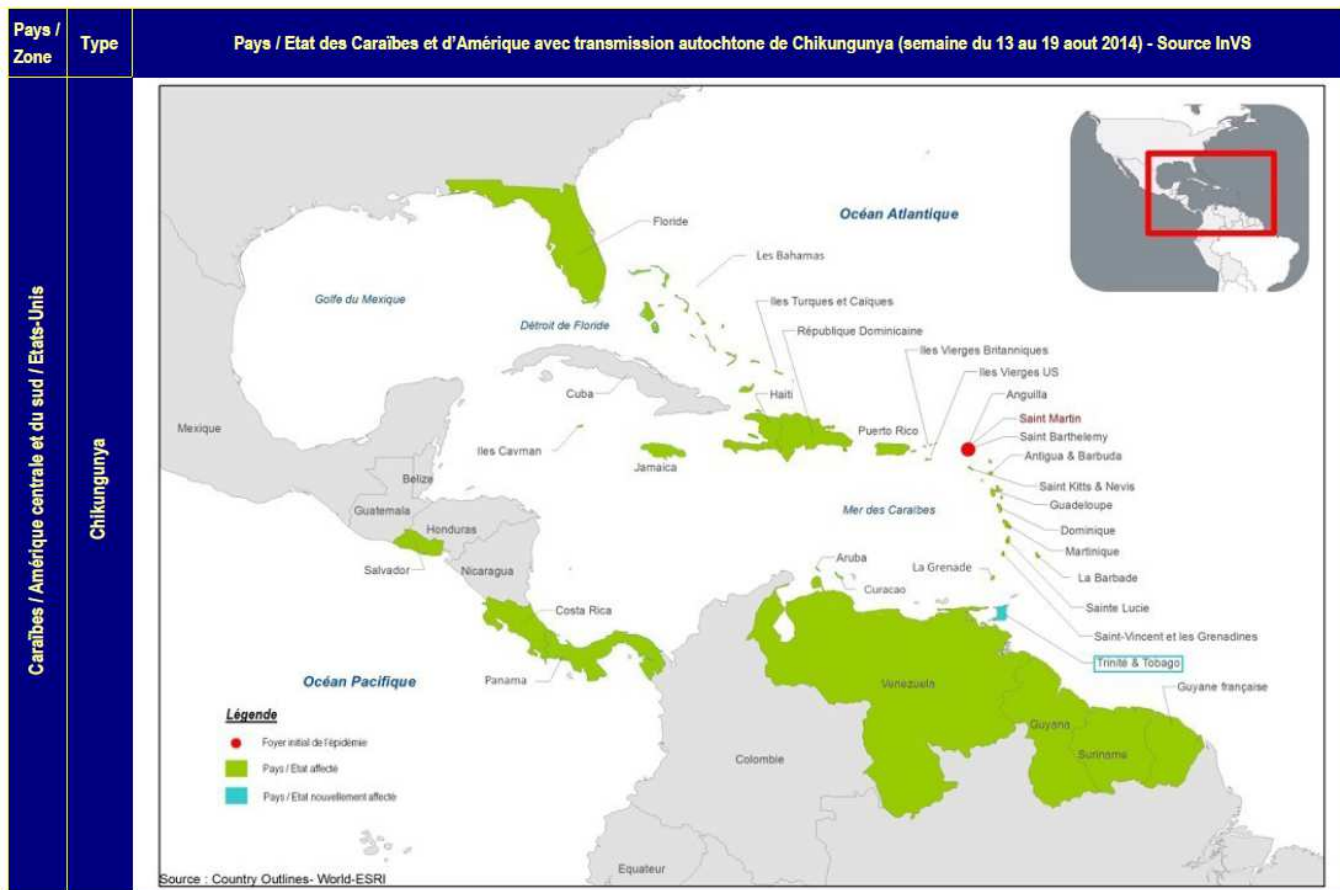 Pays /
Zone
Type
Pays / Etat des Caraïbes et d'Amérique avec transmission autochtone de Chikungunya (semaine du 13 au 19 aout 2014) - Source InVS
Caraïbes / Amérique centrale et du sud / Etats-Unis
Chikungunya
Océan Atlantique
Floride
Les Bahamas
Golfe du Mexique
Iles Turques et Caïques
Détroit de Floride
République Dominicaine
Iles Vierges Britanniques
Iles Vierges US
Cuba
Haiti
Anguilla
Mexique
Saint Martin
Puerto Rico
Saint Barthelemy
Iles Cayman
Jamaica
Antigua & Barbuda
Belize
Saint Kitts & Nevis
Guadeloupe
Guatemala
Mer des Caraïbes
Honduras
Dominique
Martinique
Aruba
La Grenade
Salvador
Nicaragua
La Barbade
Curacao
Sainte Lucie
Costa Rica
Saint-Vincent et les Grenadines
Trinité & Tobago
Océan Pacifique
Panama
Venezuela
Guyane française
Légende
Guyana
Foyer initial de l'épidémie
Suriname
Colombie
Pays / Etat affecté
Pays / Etat nouvellement affecté
Equateur
Source : Country Outlines- World-ESRI